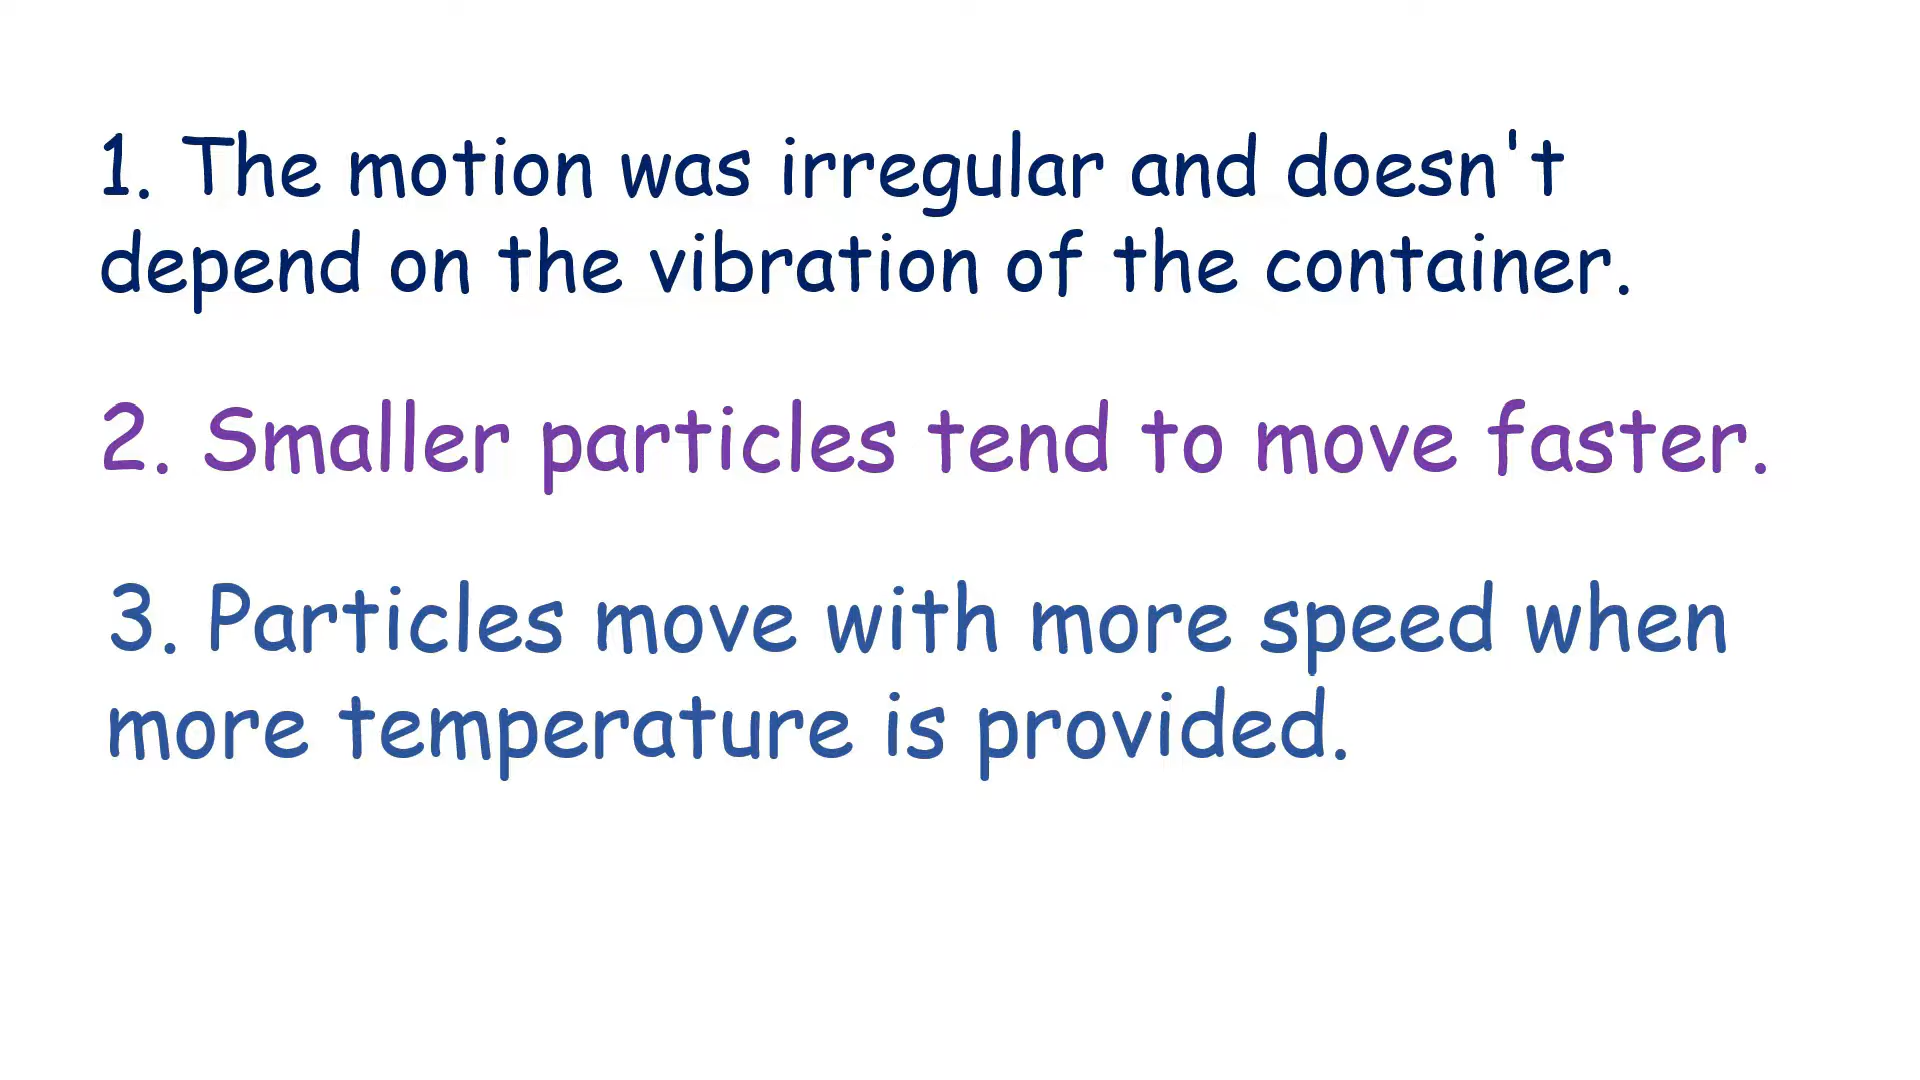 1. The motion was irregular and doesn't
depend on the vibration of the container.
2. Smaller particles tend to move faster.
3. Particles move with more speed when
more temperature is provided.